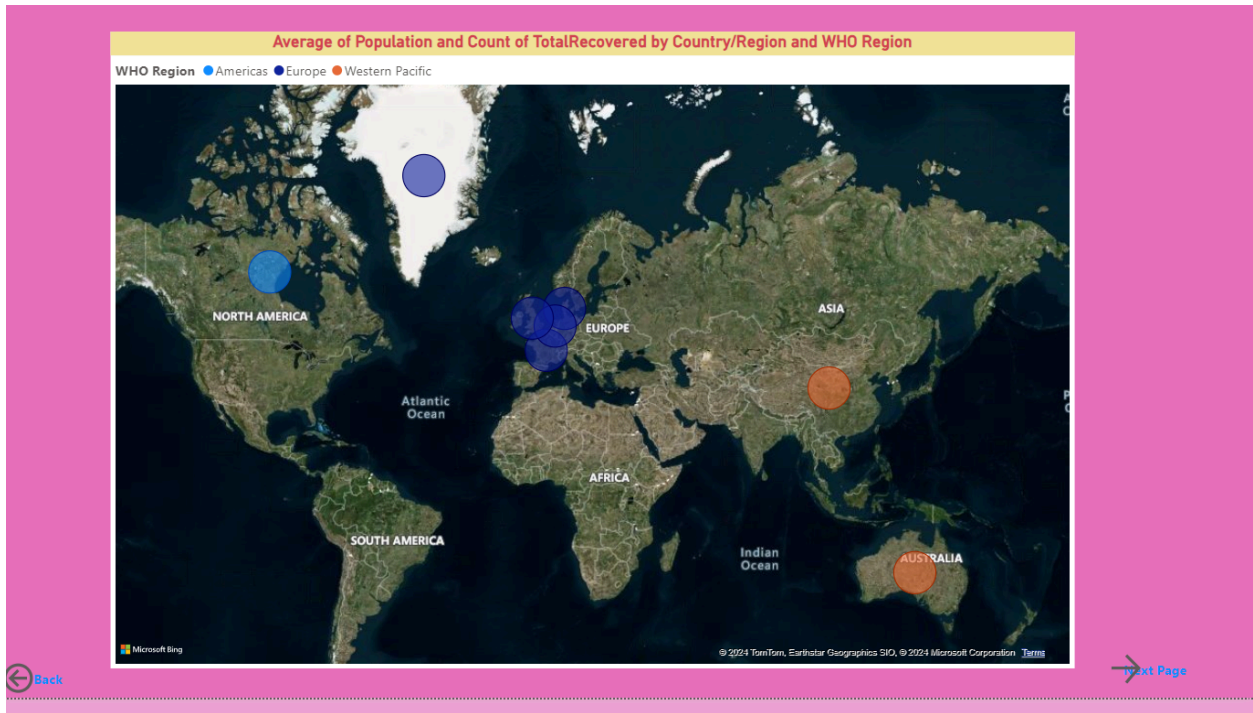 Average of Population and Count of TotalRecovered by Country/Region and WHO Region
WHO Region Americas Europe Western Pacific
NORTH AMERICA
ASIA
EUROPE
Atlantic
Ocean
AFRICA
SOUTH AMERICA
Indian
Ocean
AUSTRALIA
Microsoft Bing
© 2024 TomTom, Earthstar Geographics SIO, © 2024 Microsoft Corporation Terms
Back
Next Page